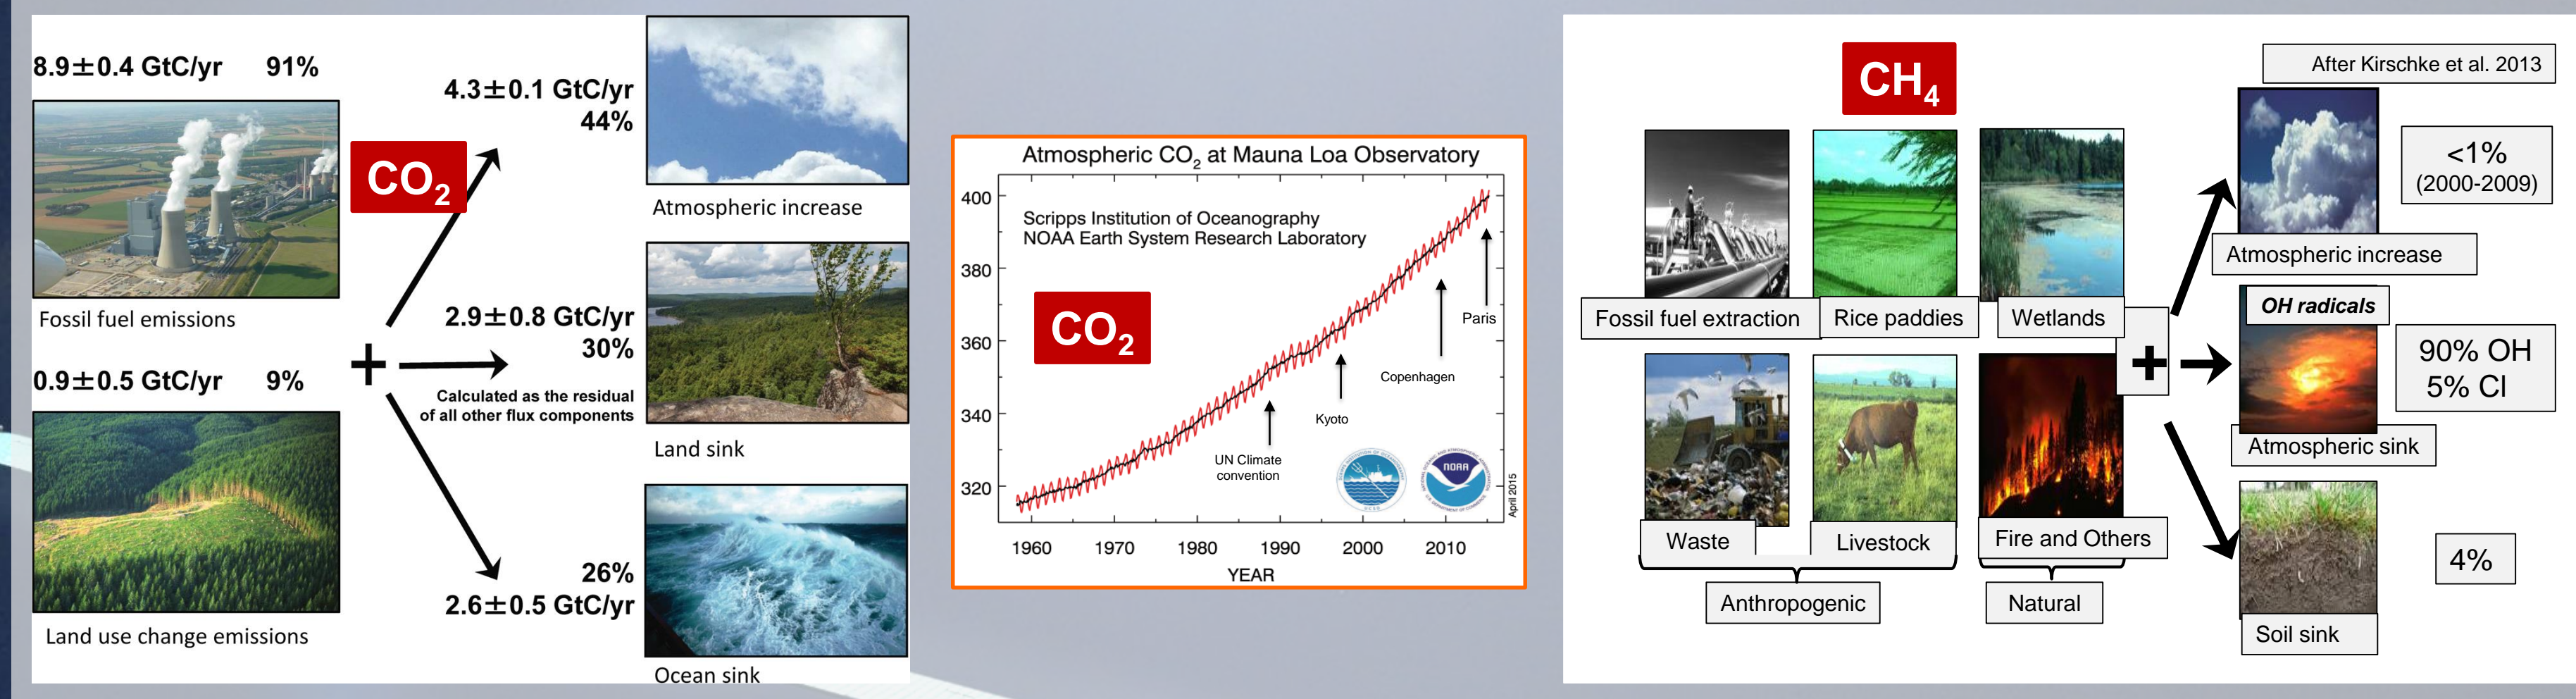 8.9±0.4 GtC/yr 91%
CO2
Fossil fuel emissions
0.9±0.5 GtC/yr 9%
Land use change emissions
+
4.3±0.1 GtC/yr
44%
Atmospheric increase
2.9±0.8 GtC/yr
30%
Calculated as the residual
of all other flux components
Land sink
26%
2.6±0.5 GtC/yr
Ocean sink
Atmospheric CO2 at Mauna Loa Observatory
Scripps Institution of Oceanography
NOAA Earth System Research Laboratory
400
380
360
340
320
CO2
Paris
Copenhagen
Kyoto
UN Climate
convention
NOAA
April 2015
1960 1970 1980 1990 2000 2010
YEAR
CH4
After Kirschke et al. 2013
Fossil fuel extraction
Rice paddies
Wetlands
Waste
Livestock
Fire and Others
Anthropogenic
Natural
+
<1%
(2000-2009)
Atmospheric increase
OH radicals
90% OH
5% Cl
Atmospheric sink
4%
Soil sink